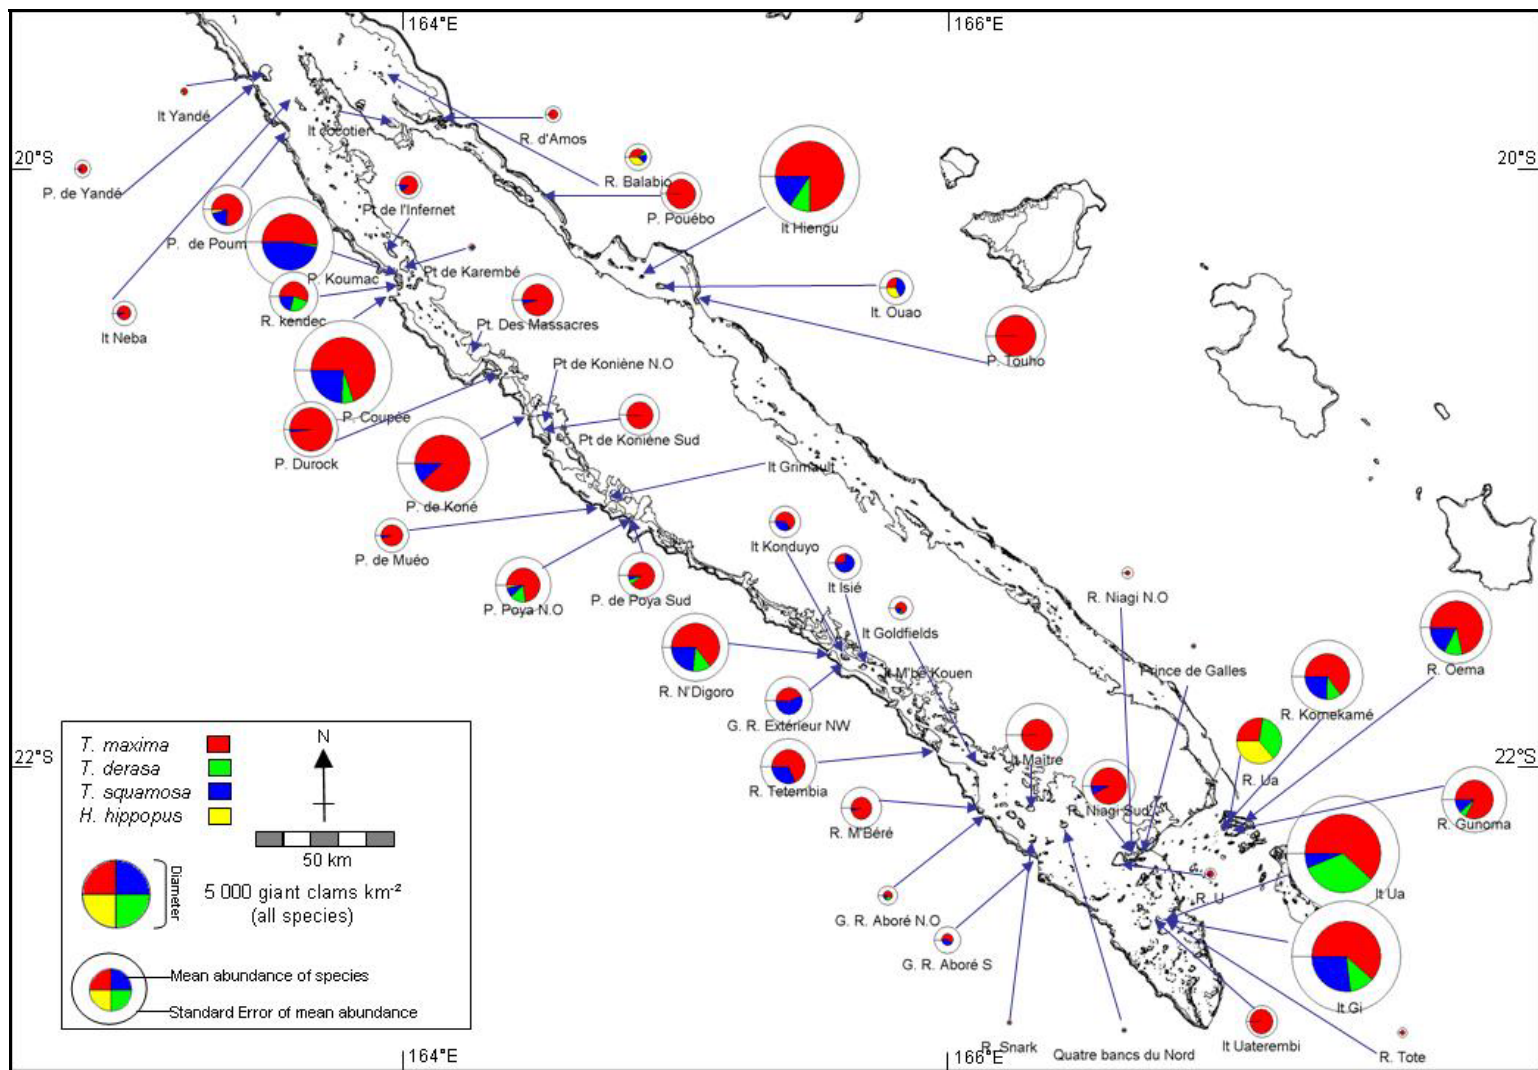 164°E
166°E
It Yandé
It cocotier
R. d'Amos
20°S
20°S
P. de Yandé
R. Balabio
Pt de l'Infernet
P. Pouébo
It Hiengu
P. de Poum
P. Koumac
Pt de Karembé
R. kendec
It. Ouao
It Neba
Pt. Des Massacres
P. Touho
Pt de Koniène N.O
P. Coupée
Pt de Koniène Sud
P. Durock
It Grimault
P. de Koné
It Konduyo
P. de Muéo
It Isié
R. Niagi N.O
P. Poya N.O
P. de Poya Sud
It Goldfields
R. Oema
It M'bé Kouen
Prince de Galles
R. N'Digoro
R. Komekamé
G. R. Extérieur NW
T. maxima
T. derasa
T. squamosa
H. hippopus
N
50 km
22°S
22°S
It Maître
R. Ua
R. Tetembia
R. Niagi Sud
R. M'Béré
R. Gunoma
Diameter
5 000 giant clams km⁻²
(all species)
R. U
It Ua
G. R. Aboré N.O
G. R. Aboré S
Mean abundance of species
Standard Error of mean abundance
It Gi
R. Snark
Quatre bancs du Nord
It Uaterembi
R. Tote
164°E
166°E